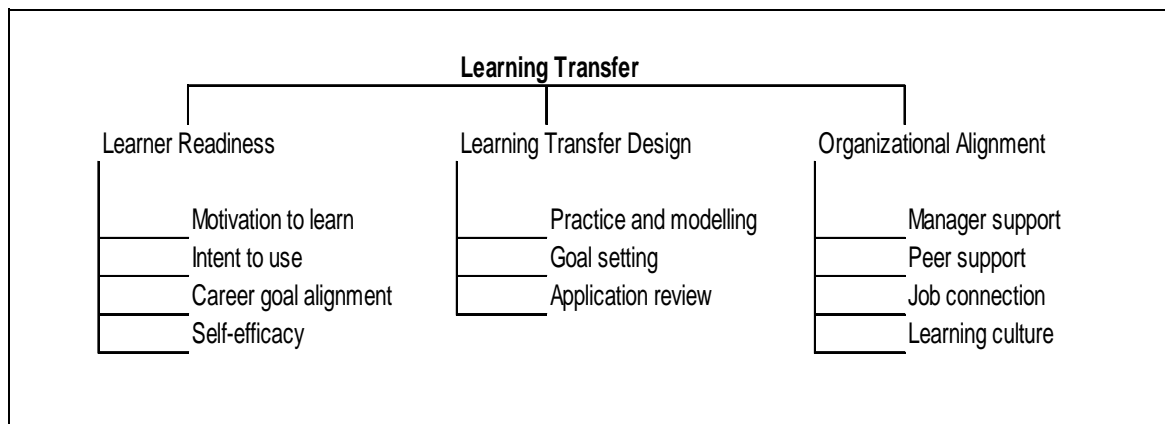 Learning Transfer
Learner Readiness
Motivation to learn
Intent to use
Career goal alignment
Self-efficacy
Learning Transfer Design
Practice and modelling
Goal setting
Application review
Organizational Alignment
Manager support
Peer support
Job connection
Learning culture